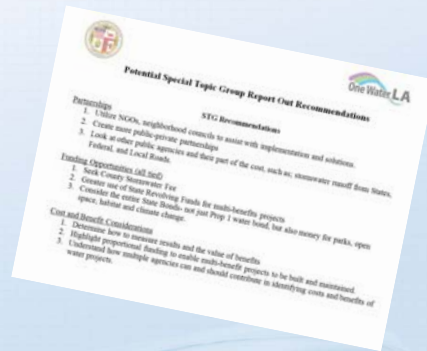 One Water LA
Potential Special Topic Group Report Out Recommendations
STG Recommendations
Partnerships
1. Utilize NGOs, neighborhood councils to assist with implementation and solutions.
2. Create more public-private partnerships
3. Look at other public agencies and their part of the cost, such as; stormwater runoff from States,
Federal, and Local Roads.
Funding Opportunities (all tied)
1. Seek County Stormwater Fee
2. Greater use of State Revolving Funds for multi-benefits projects
3. Consider the entire State Bonds- not just Prop 1 water bond, but also money for parks, open
space, habitat and climate change.
Cost and Benefit Considerations
1. Determine how to measure results and the value of benefits
2. Highlight proportional funding to enable multi-benefit projects to be built and maintained.
3. Understand how multiple agencies can and should contribute in identifying costs and benefits of
water projects.